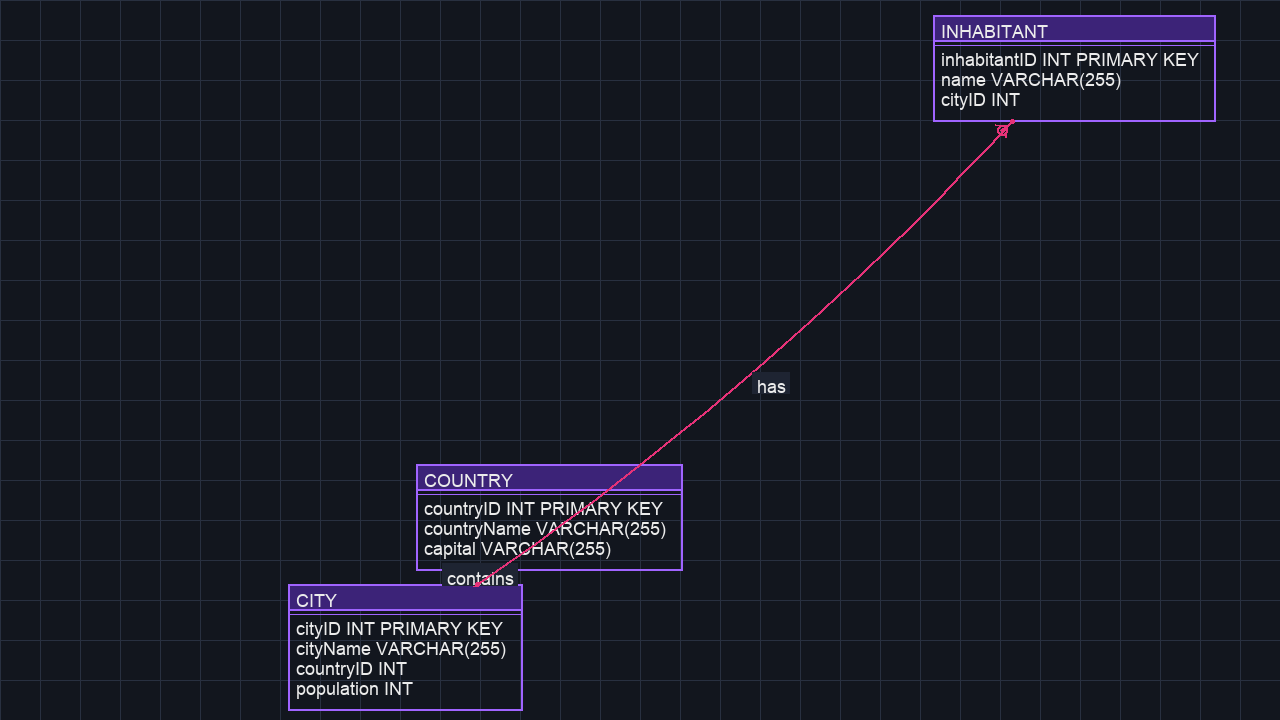 INHABITANT
inhabitantID INT PRIMARY KEY
name VARCHAR(255)
cityID INT
has
COUNTRY
countryID INT PRIMARY KEY
countryName VARCHAR(255)
capital VARCHAR(255)
contains
CITY
cityID INT PRIMARY KEY
cityName VARCHAR(255)
countryID INT
population INT